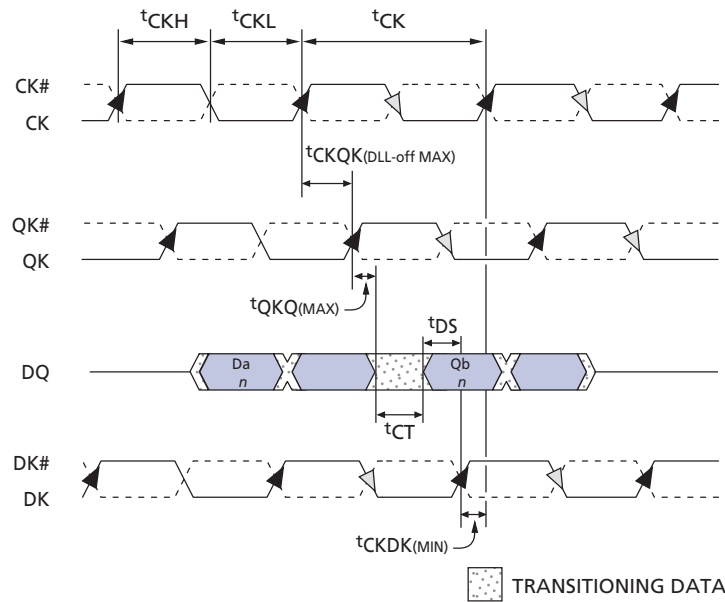 tCKH tCKL tCK
CK#
CK
tCKQK(DLL-off MAX)
QK#
QK
tQKQ(MAX)
tDS
DQ
Da
n
Qb
n
tCT
DK#
DK
tCKDK(MIN)
TRANSITIONING DATA